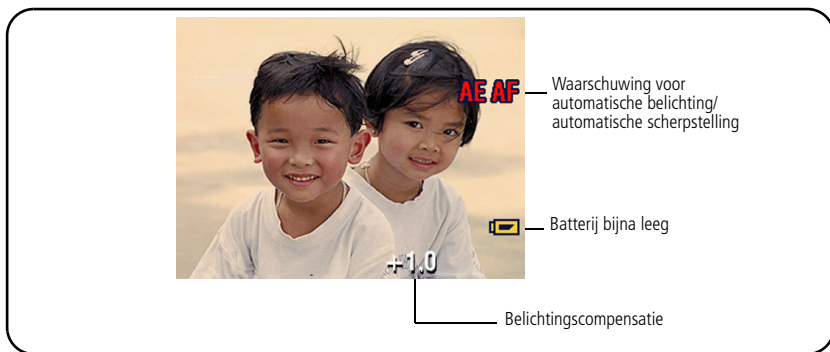 AE AF
Waarschuwing voor
automatische belichting/
automatische scherpstelling
Batterij bijna leeg
+1,0
Belichtingscompensatie